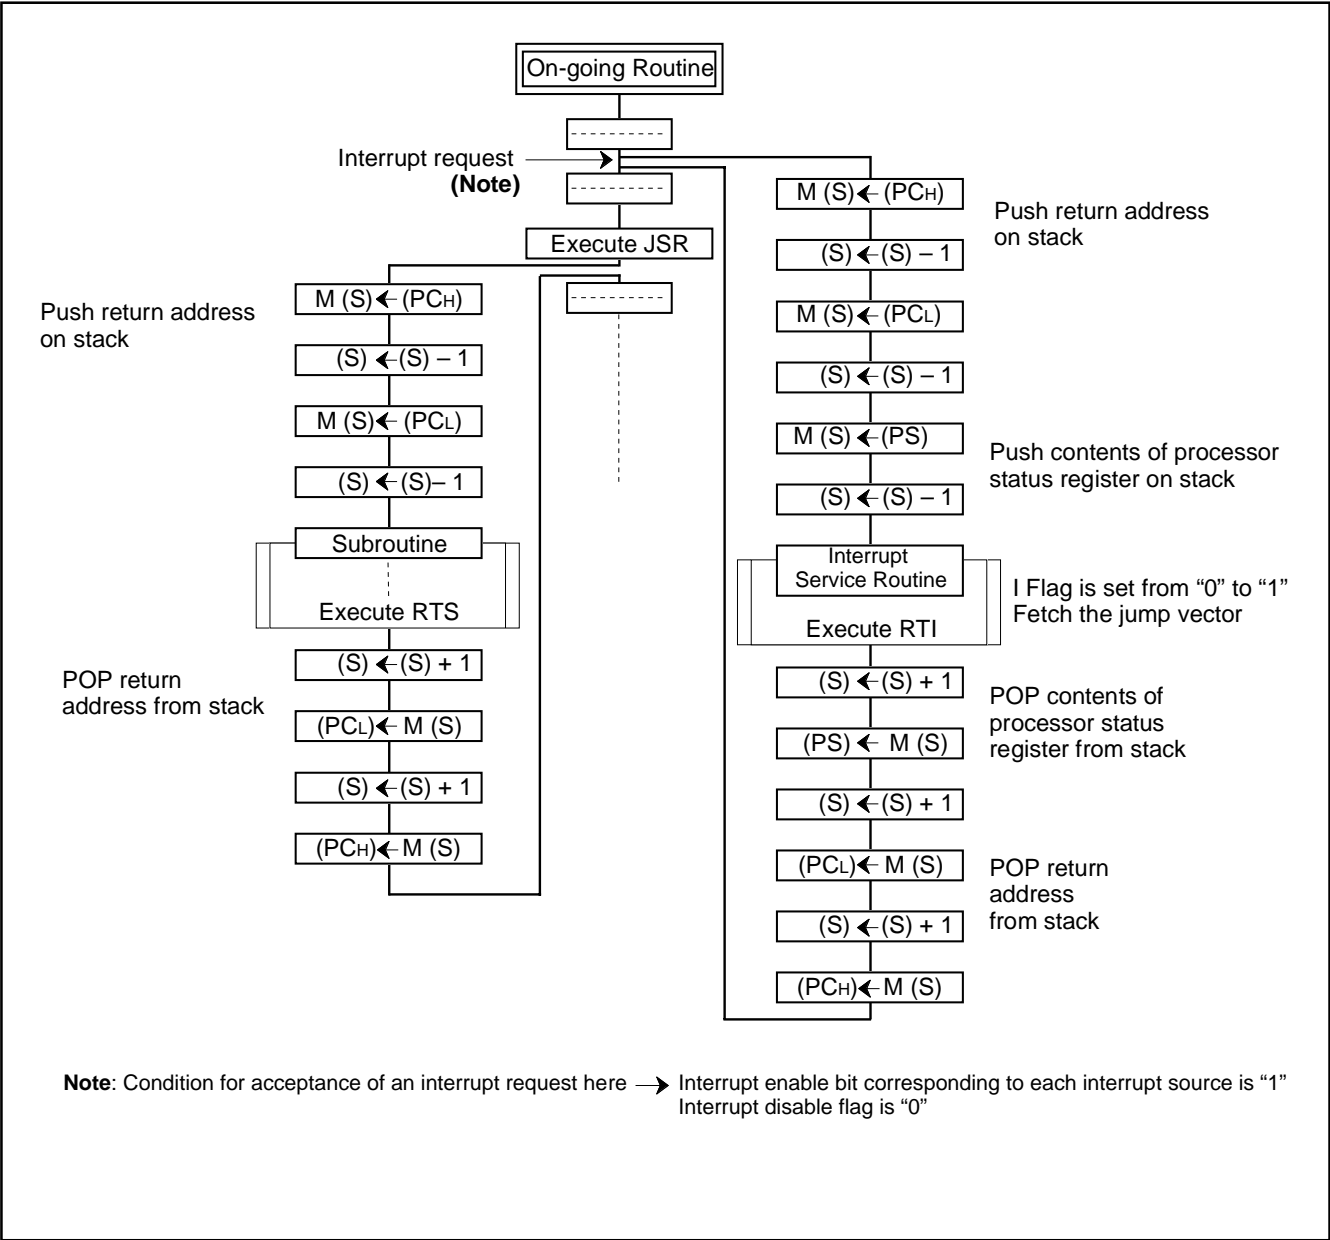 On-going Routine
Interrupt request
(Note)
Execute JSR
Push return address
on stack
M (S) ← (PCH)
(S) ← (S) – 1
M (S) ← (PCL)
(S) ← (S)– 1
Subroutine
Execute RTS
POP return
address from stack
(S) ← (S) + 1
(PCL) ← M (S)
(S) ← (S) + 1
(PCH) ← M (S)
M (S) ← (PCH)
Push return address
on stack
(S) ← (S) – 1
M (S) ← (PCL)
(S) ← (S) – 1
M (S) ← (PS)
Push contents of processor
status register on stack
(S) ← (S) – 1
Interrupt
Service Routine
I Flag is set from “0” to “1”
Fetch the jump vector
Execute RTI
(S) ← (S) + 1
POP contents of
processor status
register from stack
(PS) ← M (S)
(S) ← (S) + 1
(PCL) ← M (S)
POP return
address
from stack
(S) ← (S) + 1
(PCH) ← M (S)
Note: Condition for acceptance of an interrupt request here → Interrupt enable bit corresponding to each interrupt source is “1”
Interrupt disable flag is “0”